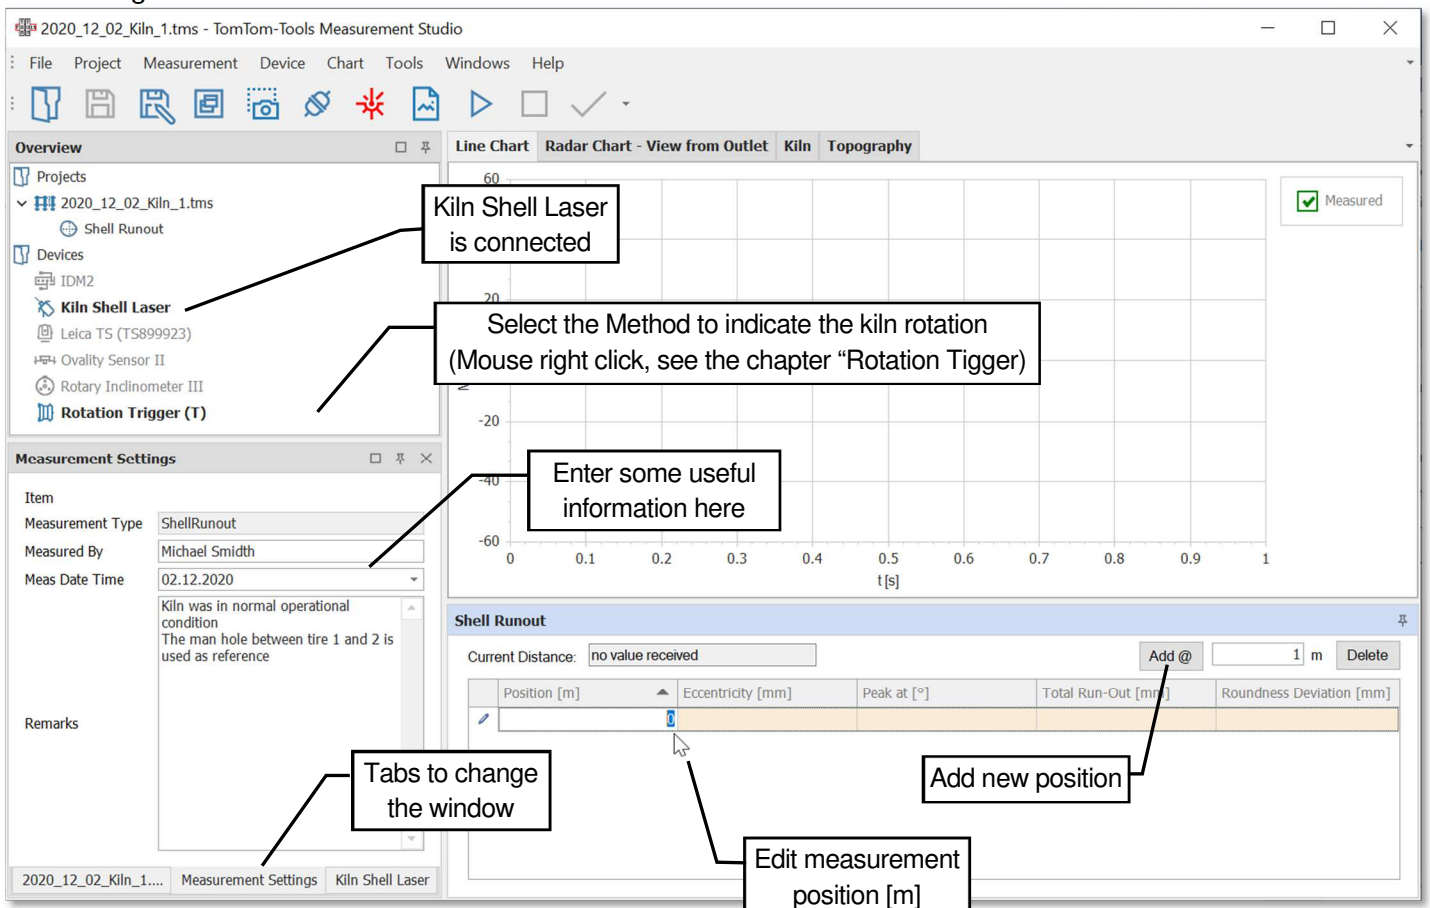 2020_12_02_Kiln_1.tms - TomTom-Tools Measurement Studio
File Project Measurement Device Chart Tools Windows Help
Overview
Projects
2020_12_02_Kiln_1.tms
Shell Runout
Devices
IDM2
Kiln Shell Laser
Leica TS (TS899923)
Ovality Sensor II
Rotary Inclinometer III
Rotation Trigger (T)
Kiln Shell Laser
is connected
Select the Method to indicate the kiln rotation
(Mouse right click, see the chapter “Rotation Tigger)
Enter some useful
information here
Measurement Settings
Item
Measurement Type ShellRunout
Measured By Michael Smidth
Meas Date Time 02.12.2020
Kiln was in normal operational
condition
The man hole between tire 1 and 2 is
used as reference
Remarks
Tabs to change
the window
2020_12_02_Kiln_1.... Measurement Settings Kiln Shell Laser
Line Chart Radar Chart - View from Outlet Kiln Topography
60
20
-20
-40
-60
0 0.1 0.2 0.3 0.4 0.5 0.6 0.7 0.8 0.9 1
t [s]
Measured
Shell Runout
Current Distance: no value received Add @ 1 m Delete
Position [m] Eccentricity [mm] Peak at [°] Total Run-Out [mm] Roundness Deviation [mm]
0
Add new position
Edit measurement
position [m]